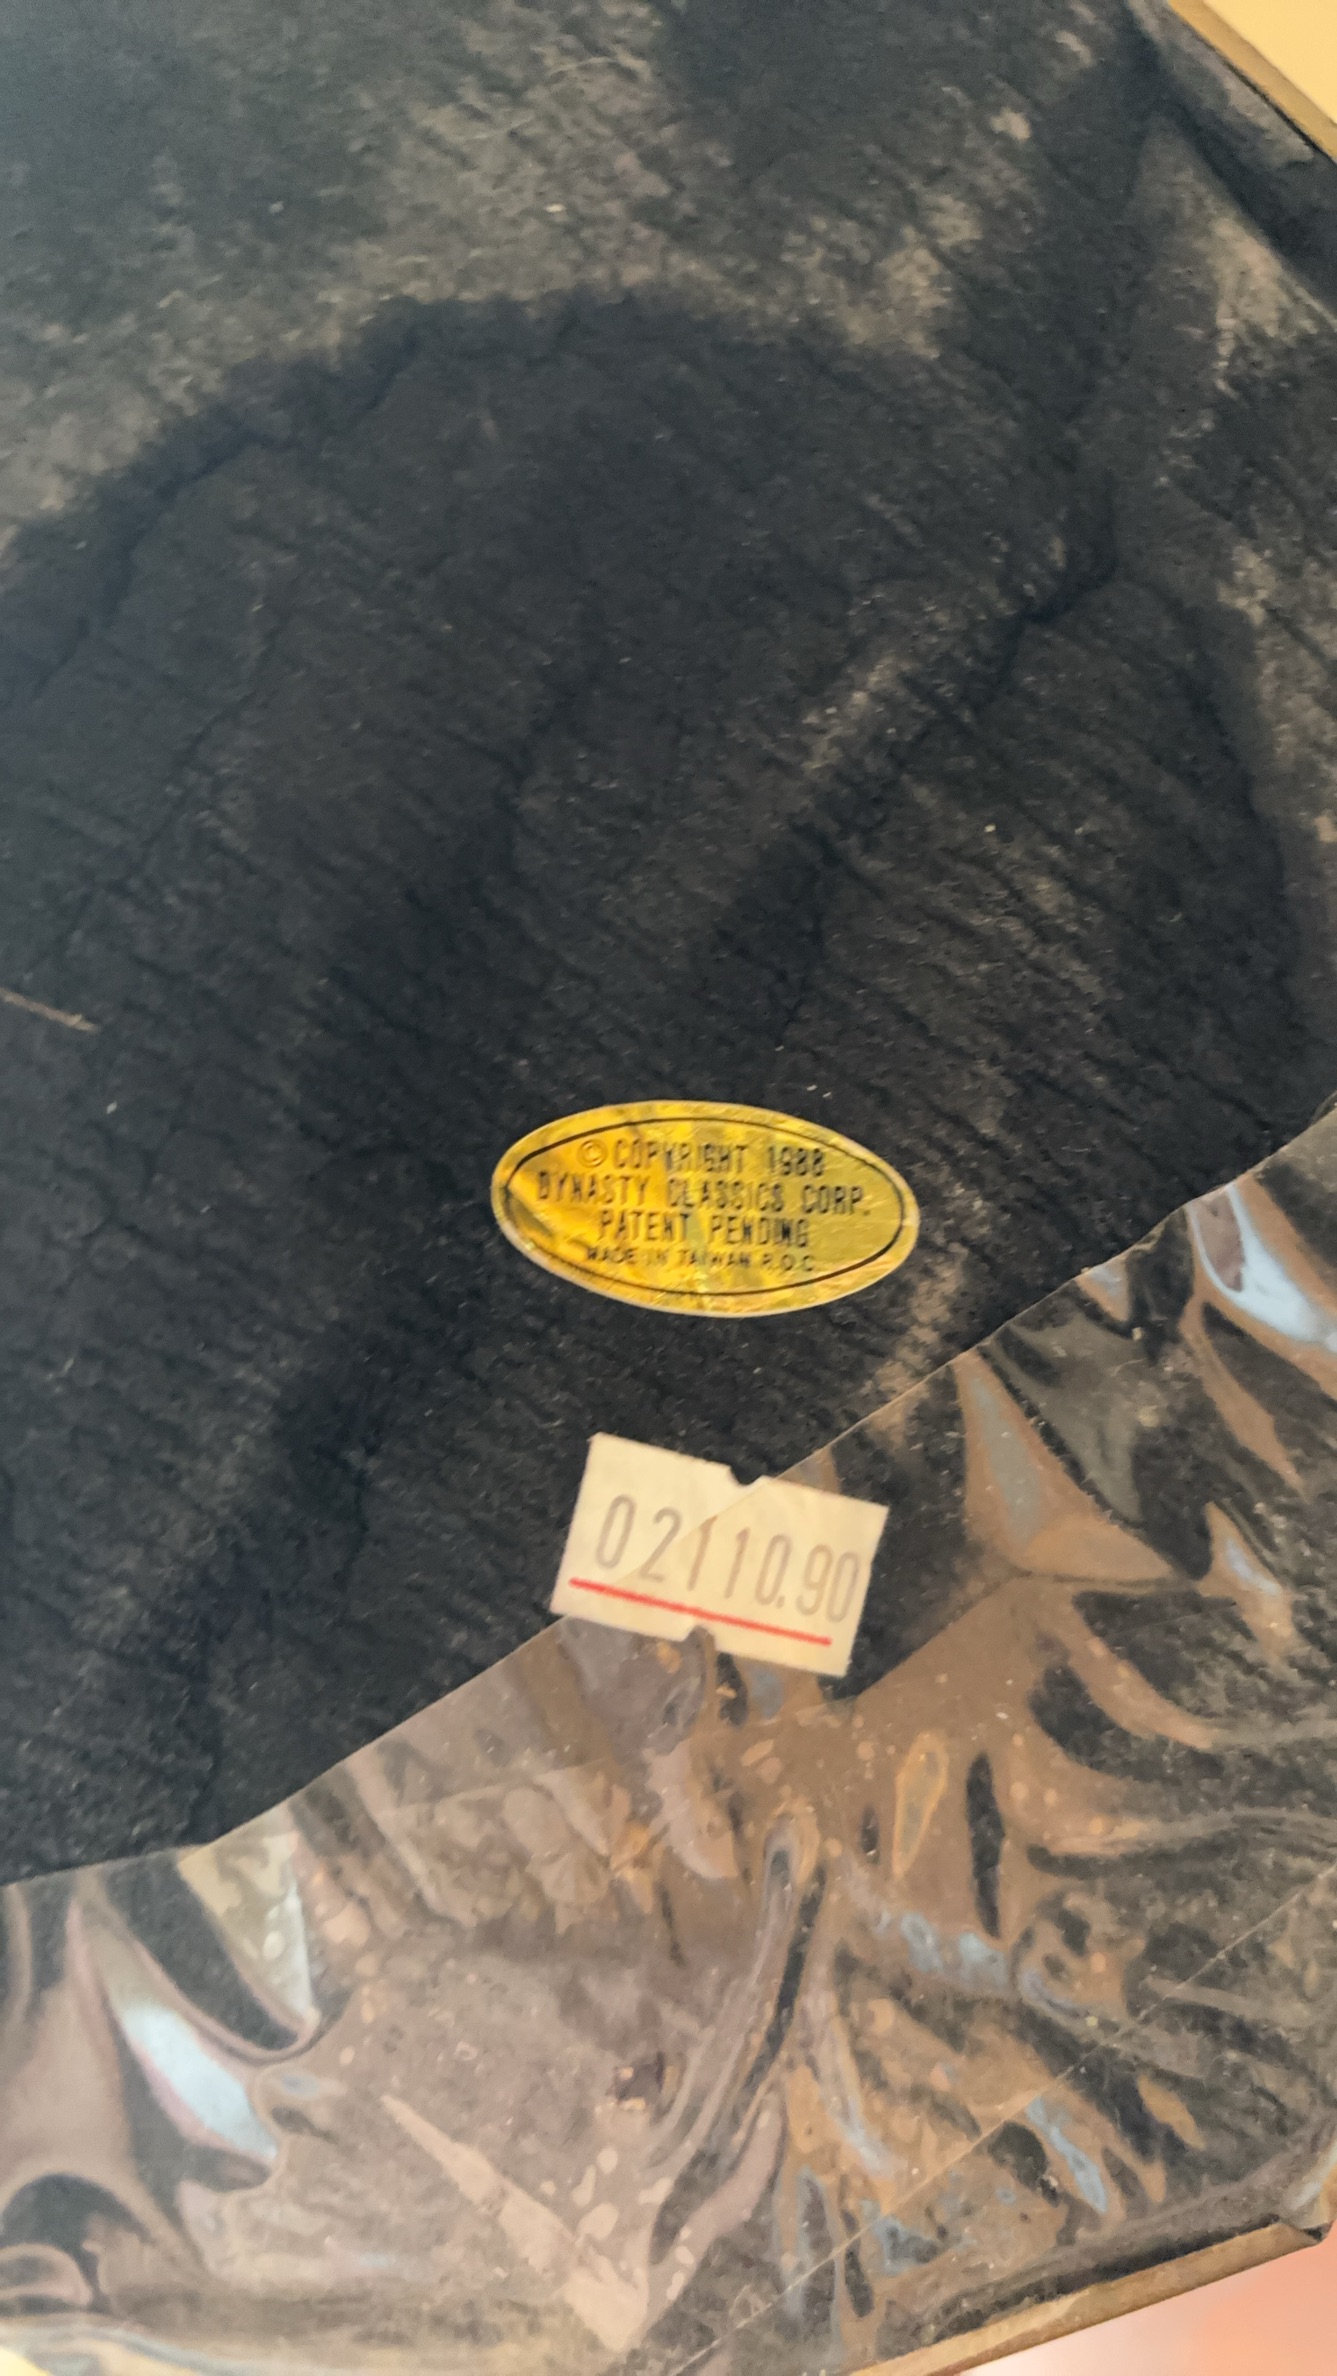 © COPYRIGHT 1988
DYNASTY CLASSICS CORP.
PATENT PENDING
MADE IN TAIWAN R.O.C.
02110.90